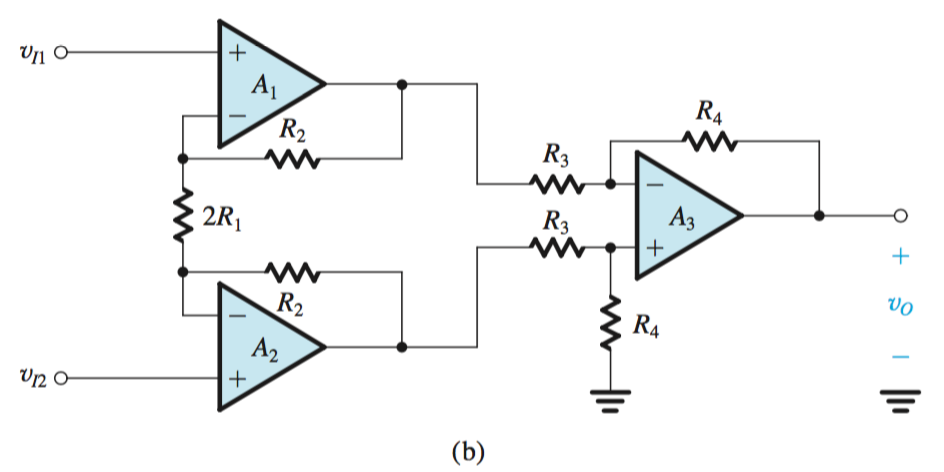 v_I1
+
A_1
−
R_2
2R_1
R_2
−
A_2
+
v_I2
R_3
R_3
R_4
−
A_3
+
R_4
+
v_O
−
(b)